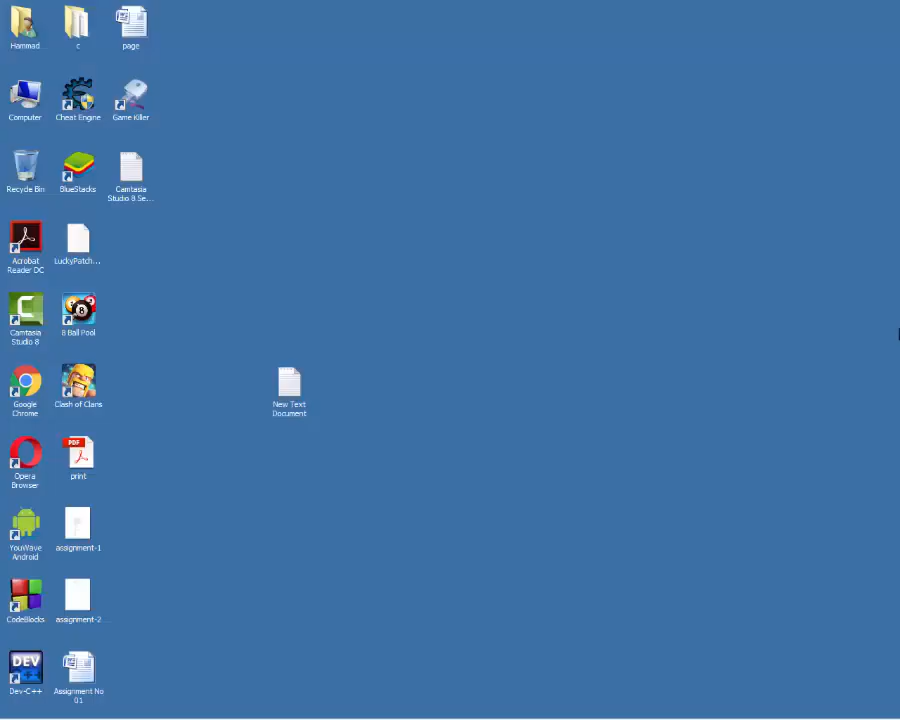 Hammad
c
page
Computer
Cheat Engine
Game Killer
Recycle Bin
BlueStacks
Camtasia
Studio 8 Se...
Acrobat
Reader DC
LuckyPatch...
Camtasia
Studio 8
8 Ball Pool
Google
Chrome
Clash of Clans
New Text
Document
Opera
Browser
PDF
print
YouWave
Android
assignment-1
CodeBlocks
assignment-2
DEV
Dev-C++
Assignment No
01